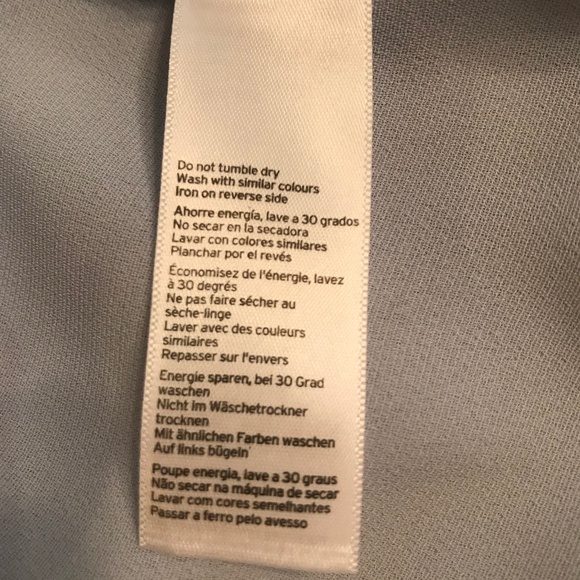 Do not tumble dry
Wash with similar colours
Iron on reverse side
Ahorre energía, lave a 30 grados
No secar en la secadora
Lavar con colores similares
Planchar por el revés
Économisez de l'énergie, lavez
à 30 degrés
Ne pas faire sécher au
sèche-linge
Laver avec des couleurs
similaires
Repasser sur l'envers
Energie sparen, bei 30 Grad
waschen
Nicht im Wäschetrockner
trocknen
Mit ähnlichen Farben waschen
Auf links bügeln
Poupe energia, lave a 30 graus
Não secar na máquina de secar
Lavar com cores semelhantes
Passar a ferro pelo avesso